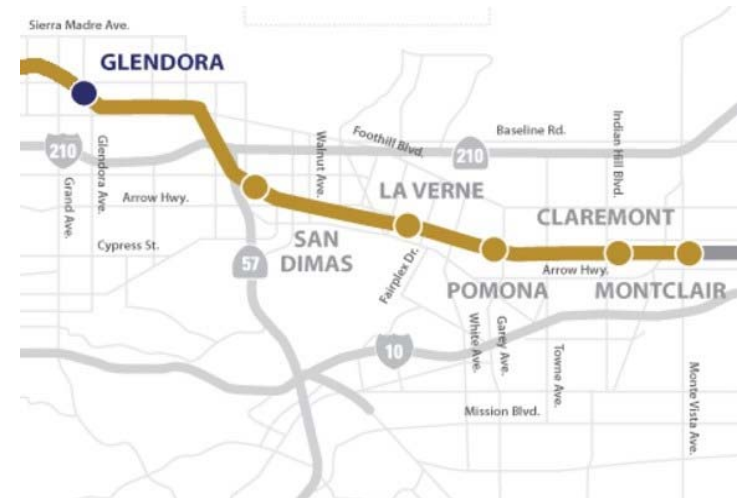 Sierra Madre Ave.
GLENDORA
210
Glendora Ave.
Grand Ave.
Arrow Hwy.
Cypress St.
57
SAN
DIMAS
Walnut Ave.
Foothill Blvd.
210
Baseline Rd.
Indian Hill Blvd.
LA VERNE
CLAREMONT
Fairplex Dr.
Arrow Hwy.
POMONA
MONTCLAIR
10
White Ave.
Garey Ave.
Towne Ave.
Monte Vista Ave.
Mission Blvd.